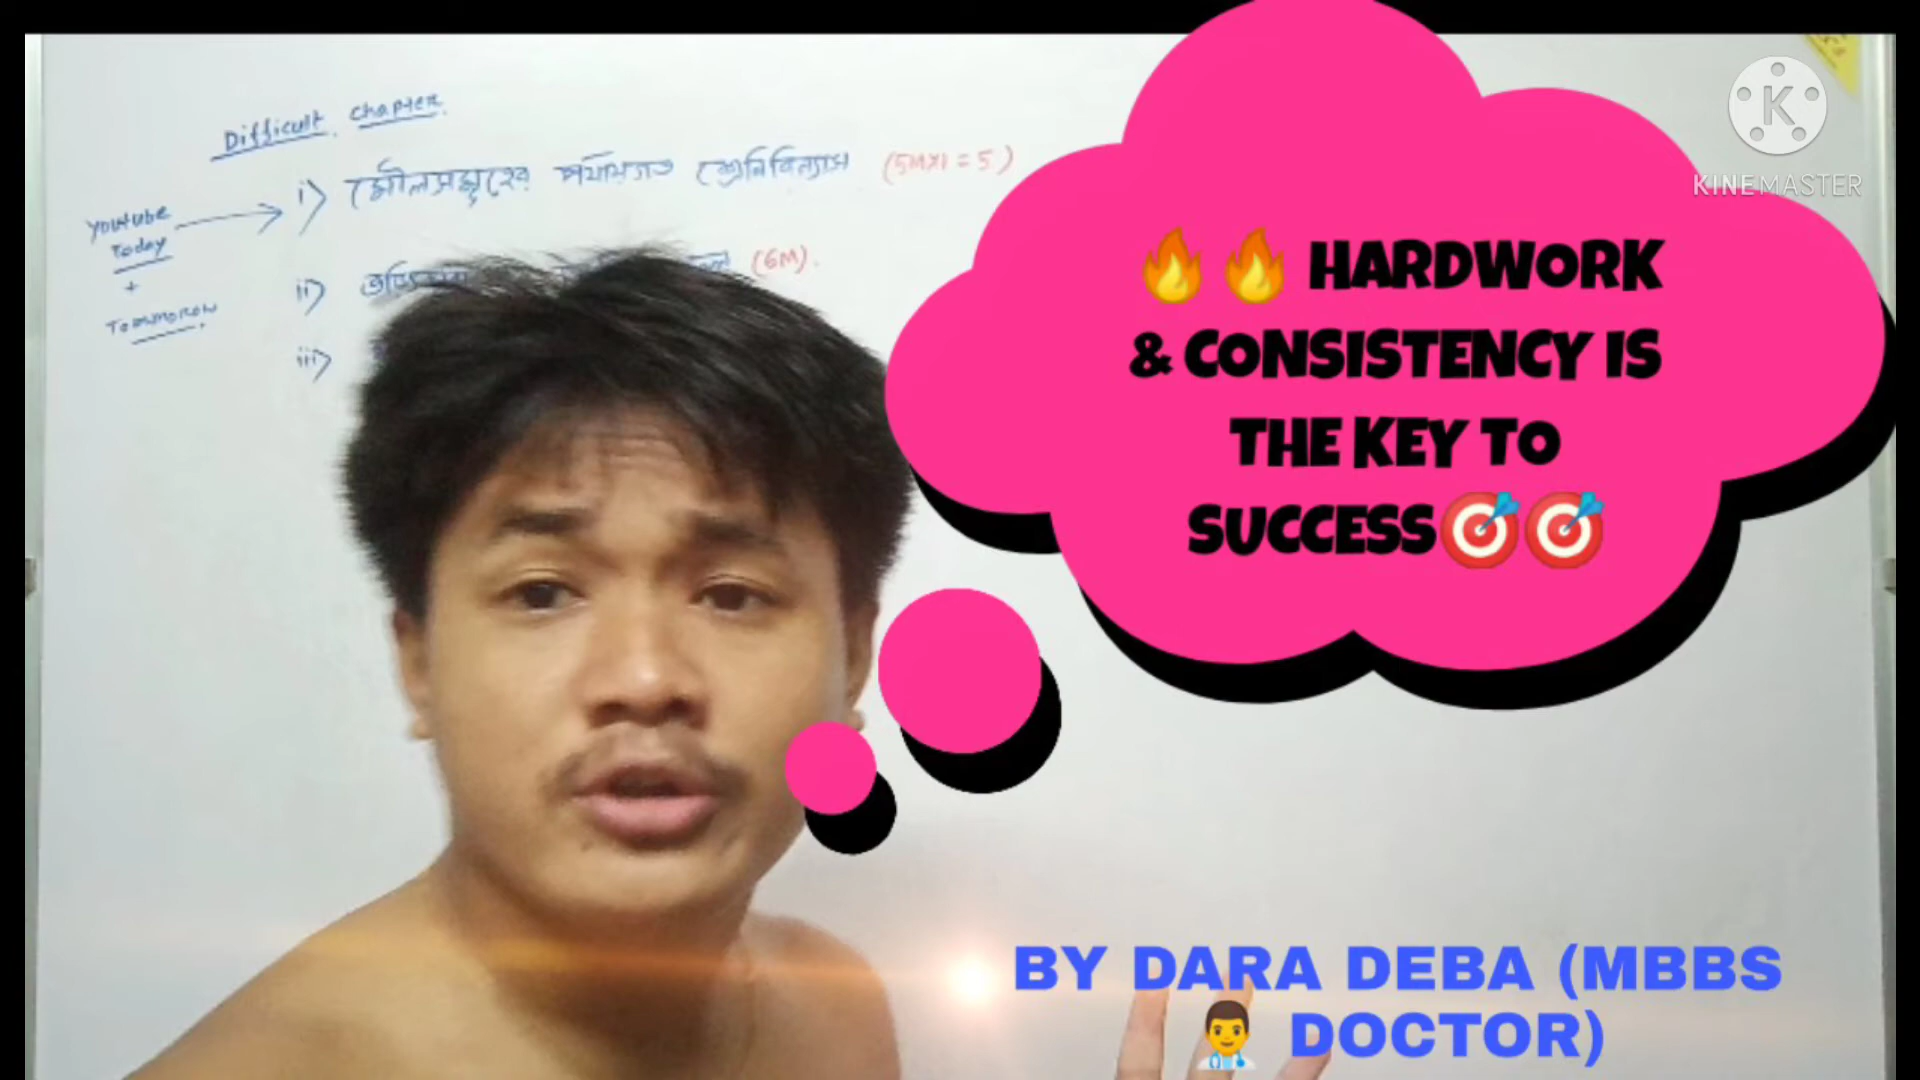 Difficult Chapter.
i) মৌলসমূহের পর্যায়গত শ্রেনিবিন্যাস (5M×1 = 5)
YouTube
Today
+
Tommorow
ii) (6M).
iii)
KINEMASTER
🔥🔥 HARDWORK
& CONSISTENCY IS
THE KEY TO
SUCCESS🎯🎯
BY DARA DEBA (MBBS
👨‍⚕️ DOCTOR)